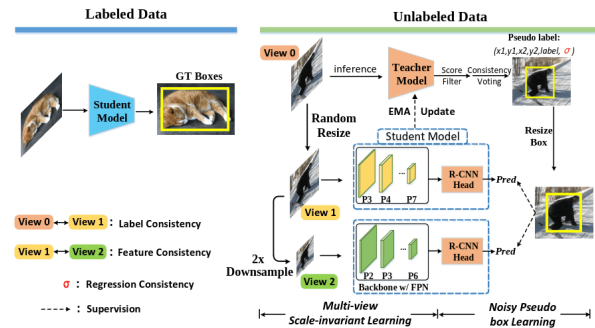 Labeled Data
Student
Model
GT Boxes
View 0 View 1 : Label Consistency
View 1 View 2 : Feature Consistency
σ : Regression Consistency
: Supervision
Unlabeled Data
View 0
inference
Teacher
Model
Score
Filter
Consistency
Voting
Pseudo label:
(x1,y1,x2,y2,label, σ )
EMA Update
Random
Resize
Resize
Box
Student Model
P3 P4 P7
...
R-CNN
Head
Pred
View 1
2x
Downsample
View 2
P2 P3 P6
...
Backbone w/ FPN
R-CNN
Head
Pred
Multi-view
Scale-invariant Learning
Noisy Pseudo
box Learning